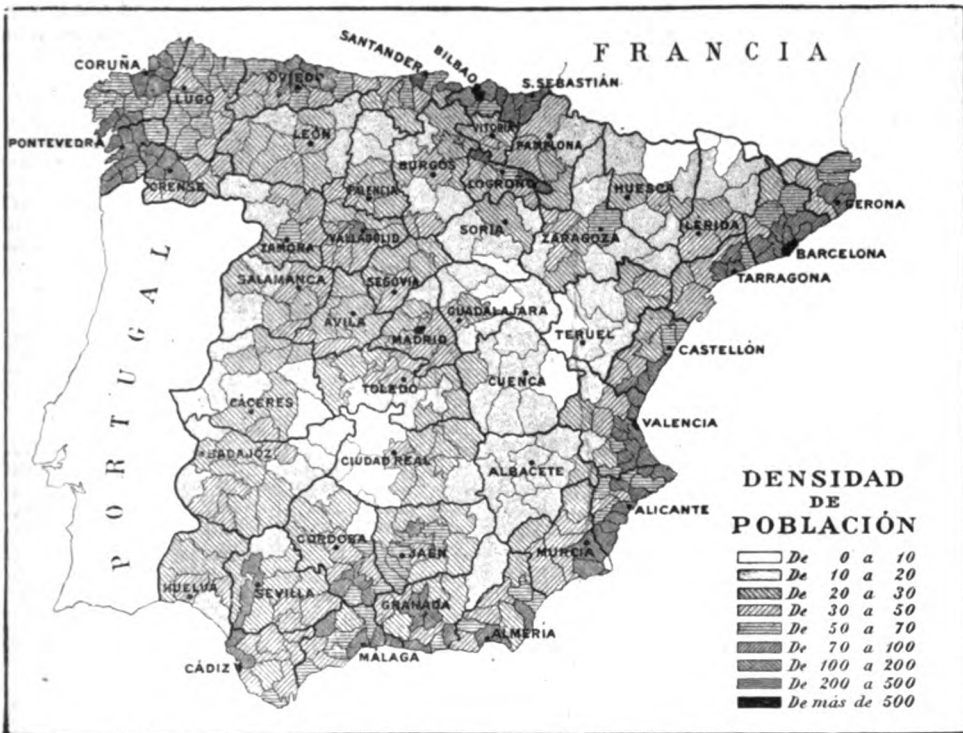 FRANCIA
SANTANDER
BILBAO
S. SEBASTIÁN
CORUÑA
OVIEDO
LUGO
VITORIA
PONTEVEDRA
LEÓN
PAMPLONA
BURGOS
ORENSE
PALENCIA
LOGROÑO
HUESCA
GERONA
ZAMORA
VALLADOLID
SORIA
ZARAGOZA
LERIDA
BARCELONA
TARRAGONA
SALAMANCA
SEGOVIA
AVILA
GUADALAJARA
MADRID
TERUEL
CASTELLÓN
TOLEDO
CUENCA
CÁCERES
VALENCIA
BADAJOZ
CIUDAD REAL
ALBACETE
ALICANTE
CÓRDOBA
JAÉN
MURCIA
HUELVA
SEVILLA
GRANADA
ALMERIA
CÁDIZ
MÁLAGA
PORTUGAL
DENSIDAD
DE
POBLACIÓN
De 0 a 10
De 10 a 20
De 20 a 30
De 30 a 50
De 50 a 70
De 70 a 100
De 100 a 200
De 200 a 500
De más de 500